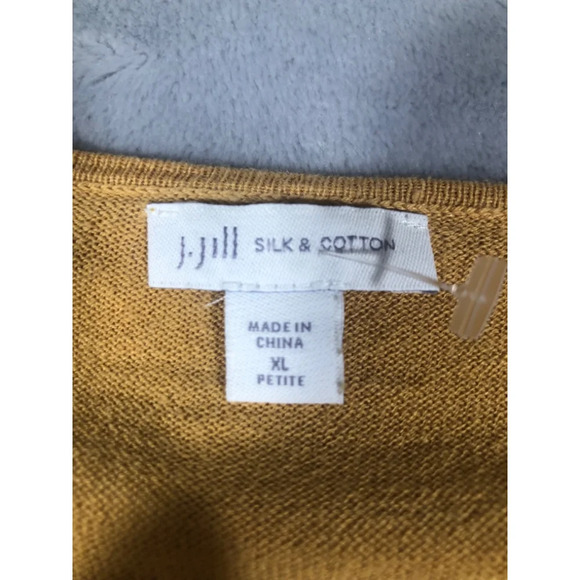 J.Jill SILK & COTTON
MADE IN
CHINA
XL
PETITE